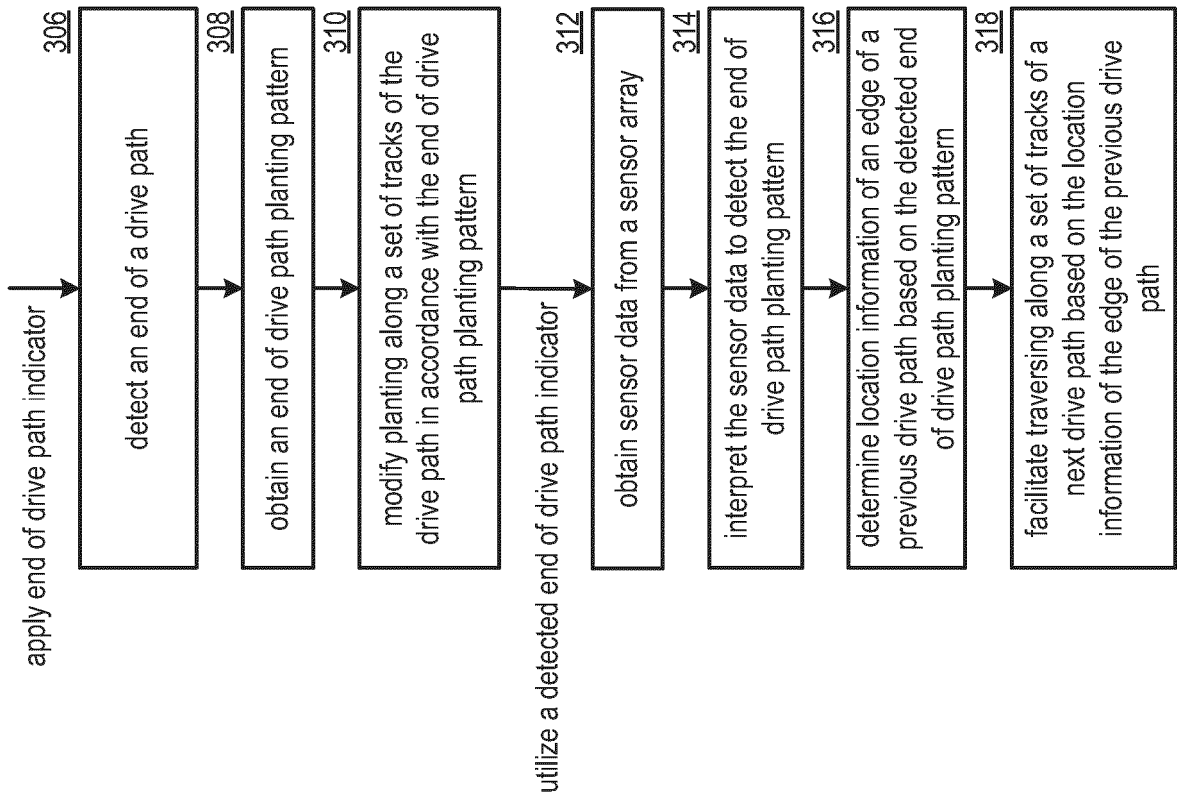 apply end of drive path indicator
306
detect an end of a drive path
308
obtain an end of drive path planting pattern
310
modify planting along a set of tracks of the
drive path in accordance with the end of drive
path planting pattern
utilize a detected end of drive path indicator
312
obtain sensor data from a sensor array
314
interpret the sensor data to detect the end of
drive path planting pattern
316
determine location information of an edge of a
previous drive path based on the detected end
of drive path planting pattern
318
facilitate traversing along a set of tracks of a
next drive path based on the location
information of the edge of the previous drive
path